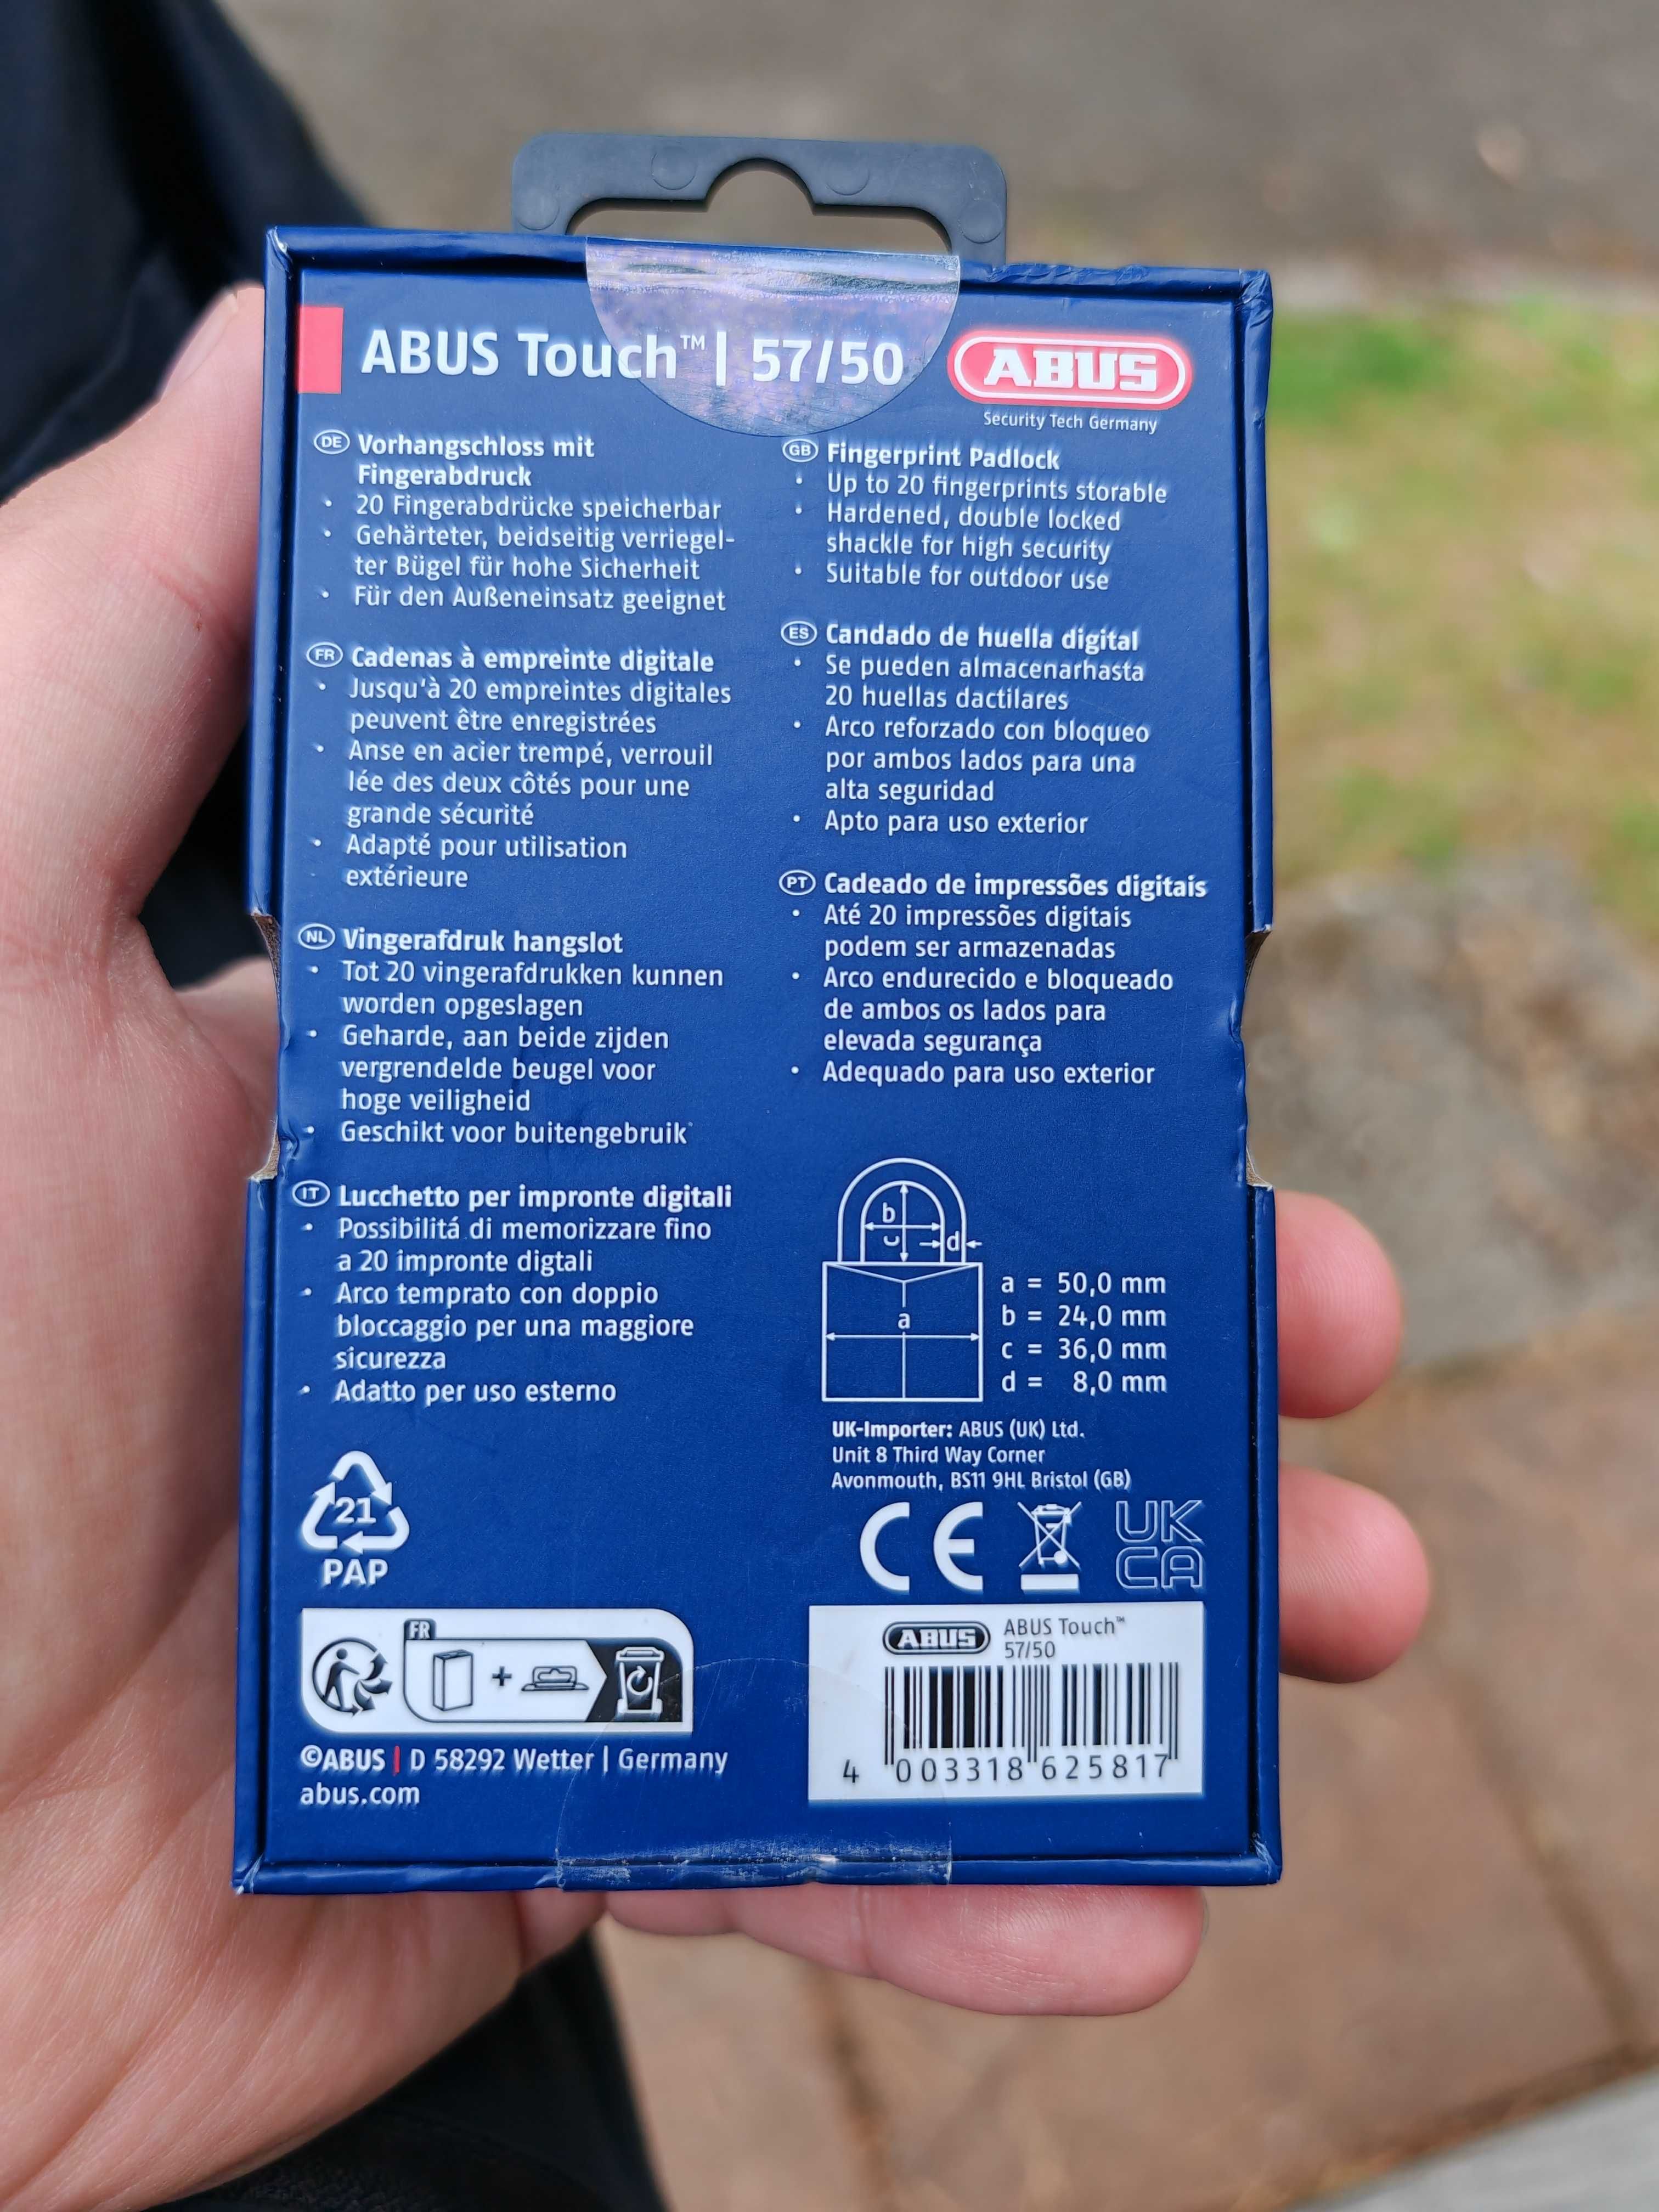 ABUS Touch™ | 57/50
ABUS
Security Tech Germany
DE Vorhangschloss mit
Fingerabdruck
• 20 Fingerabdrücke speicherbar
• Gehärteter, beidseitig verriegel-
ter Bügel für hohe Sicherheit
• Für den Außeneinsatz geeignet
FR Cadenas à empreinte digitale
• Jusqu'à 20 empreintes digitales
peuvent être enregistrées
• Anse en acier trempé, verrouil
lée des deux côtés pour une
grande sécurité
• Adapté pour utilisation
extérieure
NL Vingerafdruk hangslot
• Tot 20 vingerafdrukken kunnen
worden opgeslagen
• Geharde, aan beide zijden
vergrendelde beugel voor
hoge veiligheid
• Geschikt voor buitengebruik
IT Lucchetto per impronte digitali
• Possibilitá di memorizzare fino
a 20 impronte digtali
• Arco temprato con doppio
bloccaggio per una maggiore
sicurezza
• Adatto per uso esterno
GB Fingerprint Padlock
• Up to 20 fingerprints storable
• Hardened, double locked
shackle for high security
• Suitable for outdoor use
ES Candado de huella digital
• Se pueden almacenarhasta
20 huellas dactilares
• Arco reforzado con bloqueo
por ambos lados para una
alta seguridad
• Apto para uso exterior
PT Cadeado de impressões digitais
• Até 20 impressões digitais
podem ser armazenadas
• Arco endurecido e bloqueado
de ambos os lados para
elevada segurança
• Adequado para uso exterior
b
c
d
a
a = 50,0 mm
b = 24,0 mm
c = 36,0 mm
d = 8,0 mm
UK-Importer: ABUS (UK) Ltd.
Unit 8 Third Way Corner
Avonmouth, BS11 9HL Bristol (GB)
21
PAP
CE
UK
CA
FR
+
©ABUS | D 58292 Wetter | Germany
abus.com
ABUS
ABUS Touch™
57/50
4 003318 625817